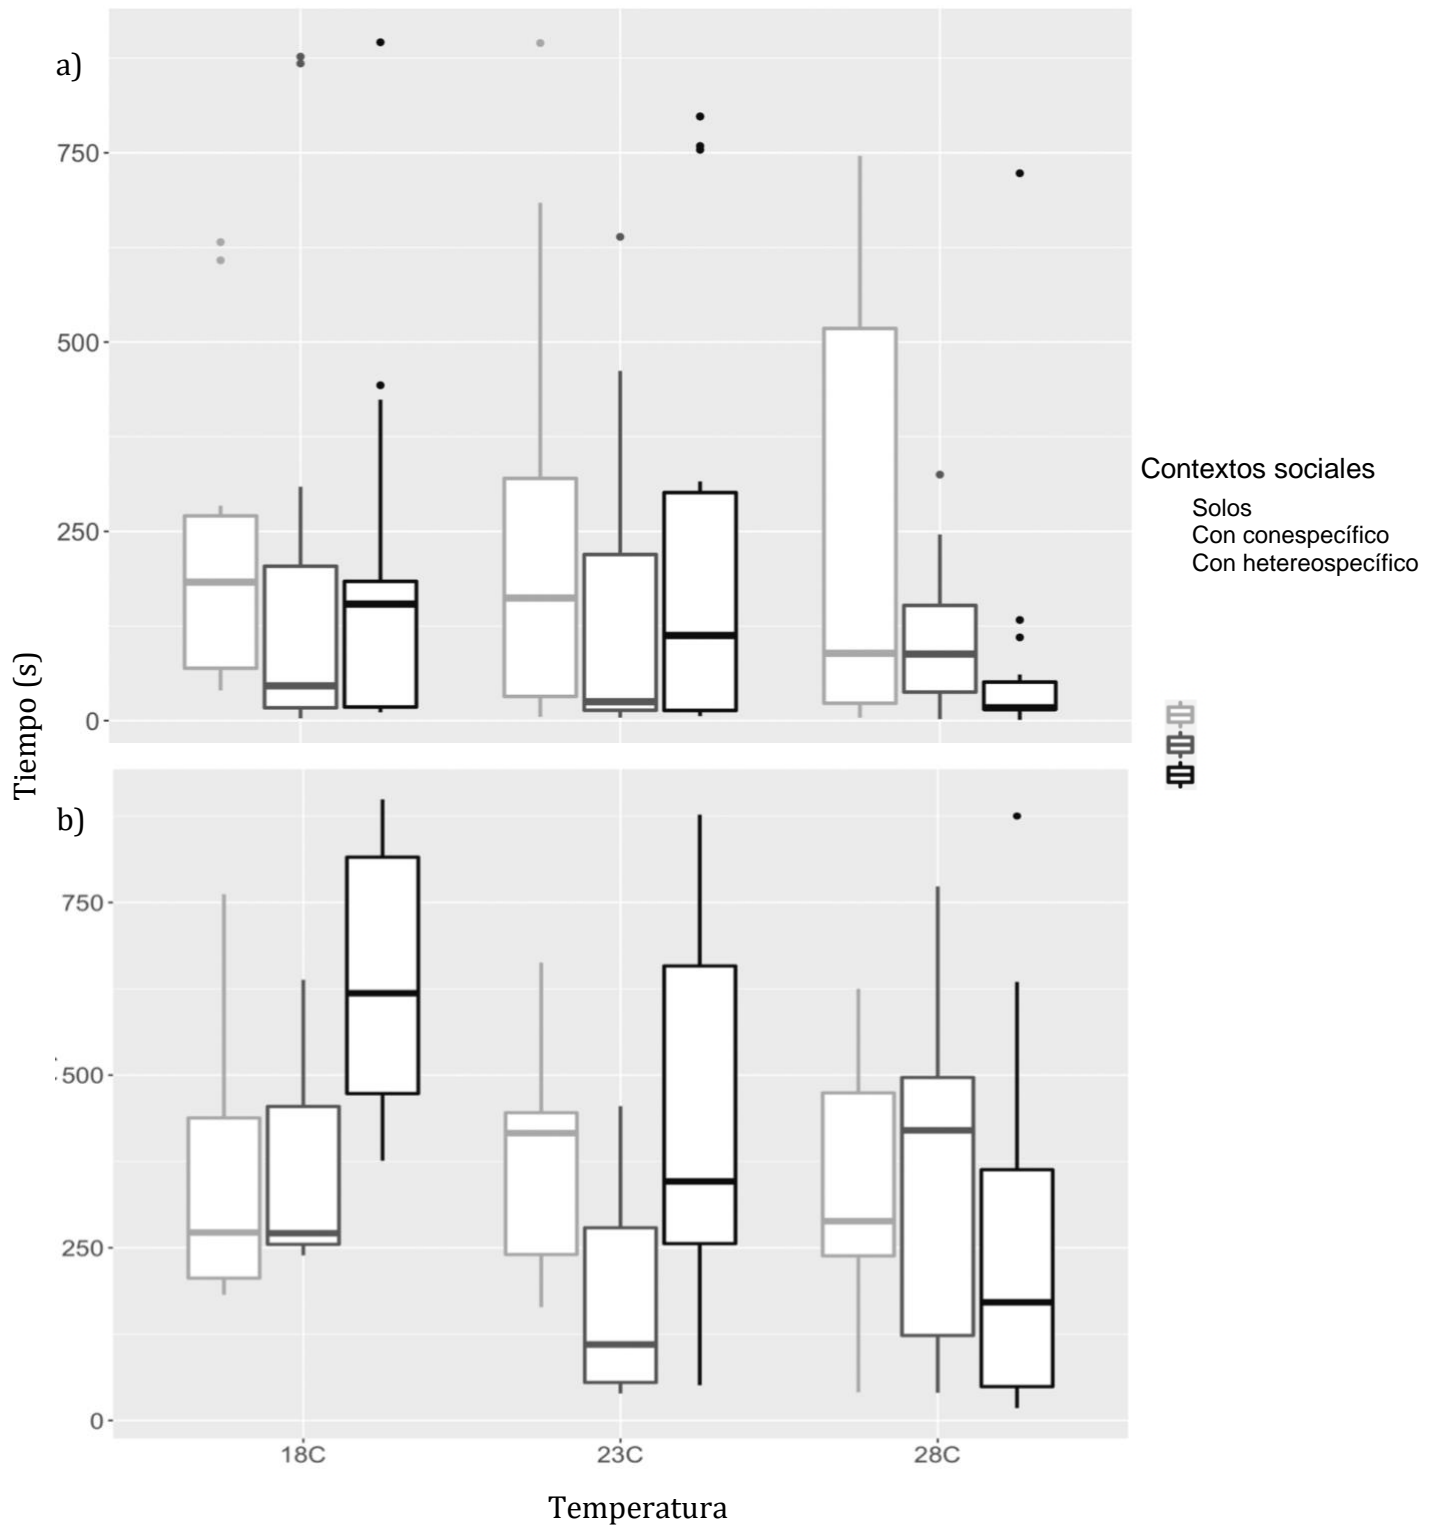 a)
750
500
250
0
Tiempo (s)
Contextos sociales
Solos
Con conespecífico
Con hetereospecífico
b)
750
500
250
0
18C 23C 28C
Temperatura